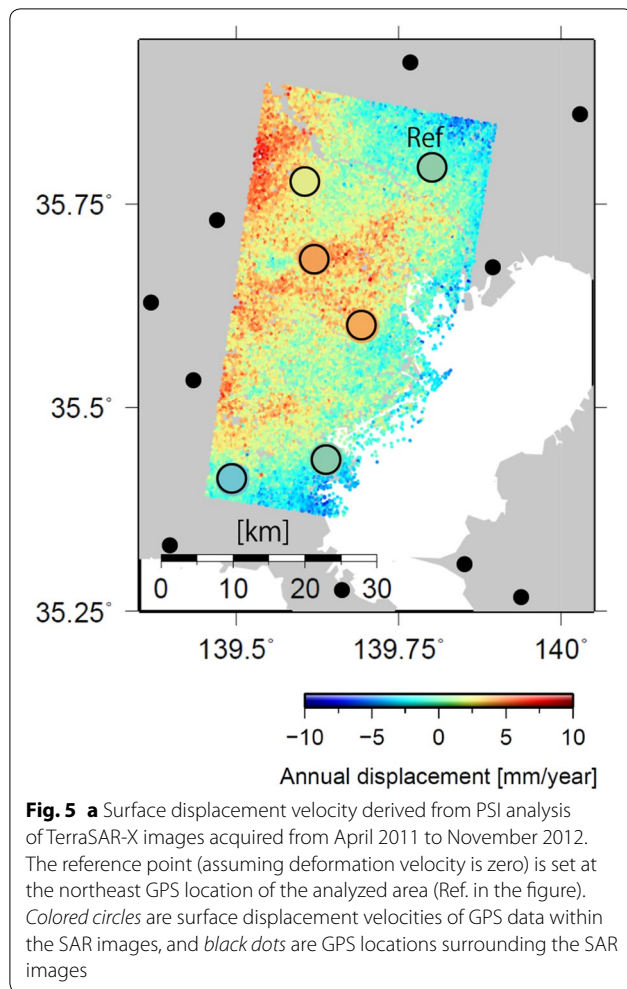 Ref
35.75°
35.5°
[km]
0 10 20 30
35.25°
139.5° 139.75° 140°
−10 −5 0 5 10
Annual displacement [mm/year]
Fig. 5 a Surface displacement velocity derived from PSI analysis
of TerraSAR-X images acquired from April 2011 to November 2012.
The reference point (assuming deformation velocity is zero) is set at
the northeast GPS location of the analyzed area (Ref. in the figure).
Colored circles are surface displacement velocities of GPS data within
the SAR images, and black dots are GPS locations surrounding the SAR
images